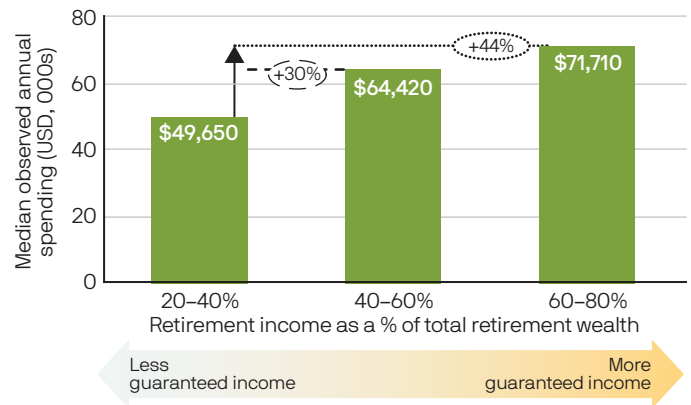 Median observed annual
spending (USD, 000s)
80
60
40
20
0
+44%
+30%
$49,650
$64,420
$71,710
20–40%
40–60%
60–80%
Retirement income as a % of total retirement wealth
Less
guaranteed income
More
guaranteed income